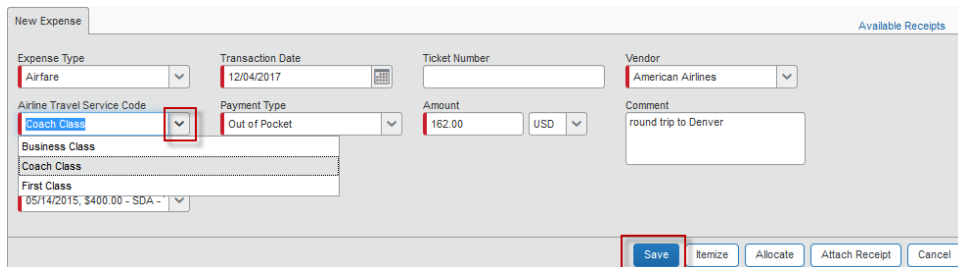 New Expense
Available Receipts
Expense Type Transaction Date Ticket Number Vendor
Airfare 12/04/2017 American Airlines
Airline Travel Service Code Payment Type Amount Comment
Coach Class Out of Pocket 162.00 USD round trip to Denver
Business Class
Coach Class
First Class
05/14/2015, $400.00 - SDA -
Save Itemize Allocate Attach Receipt Cancel